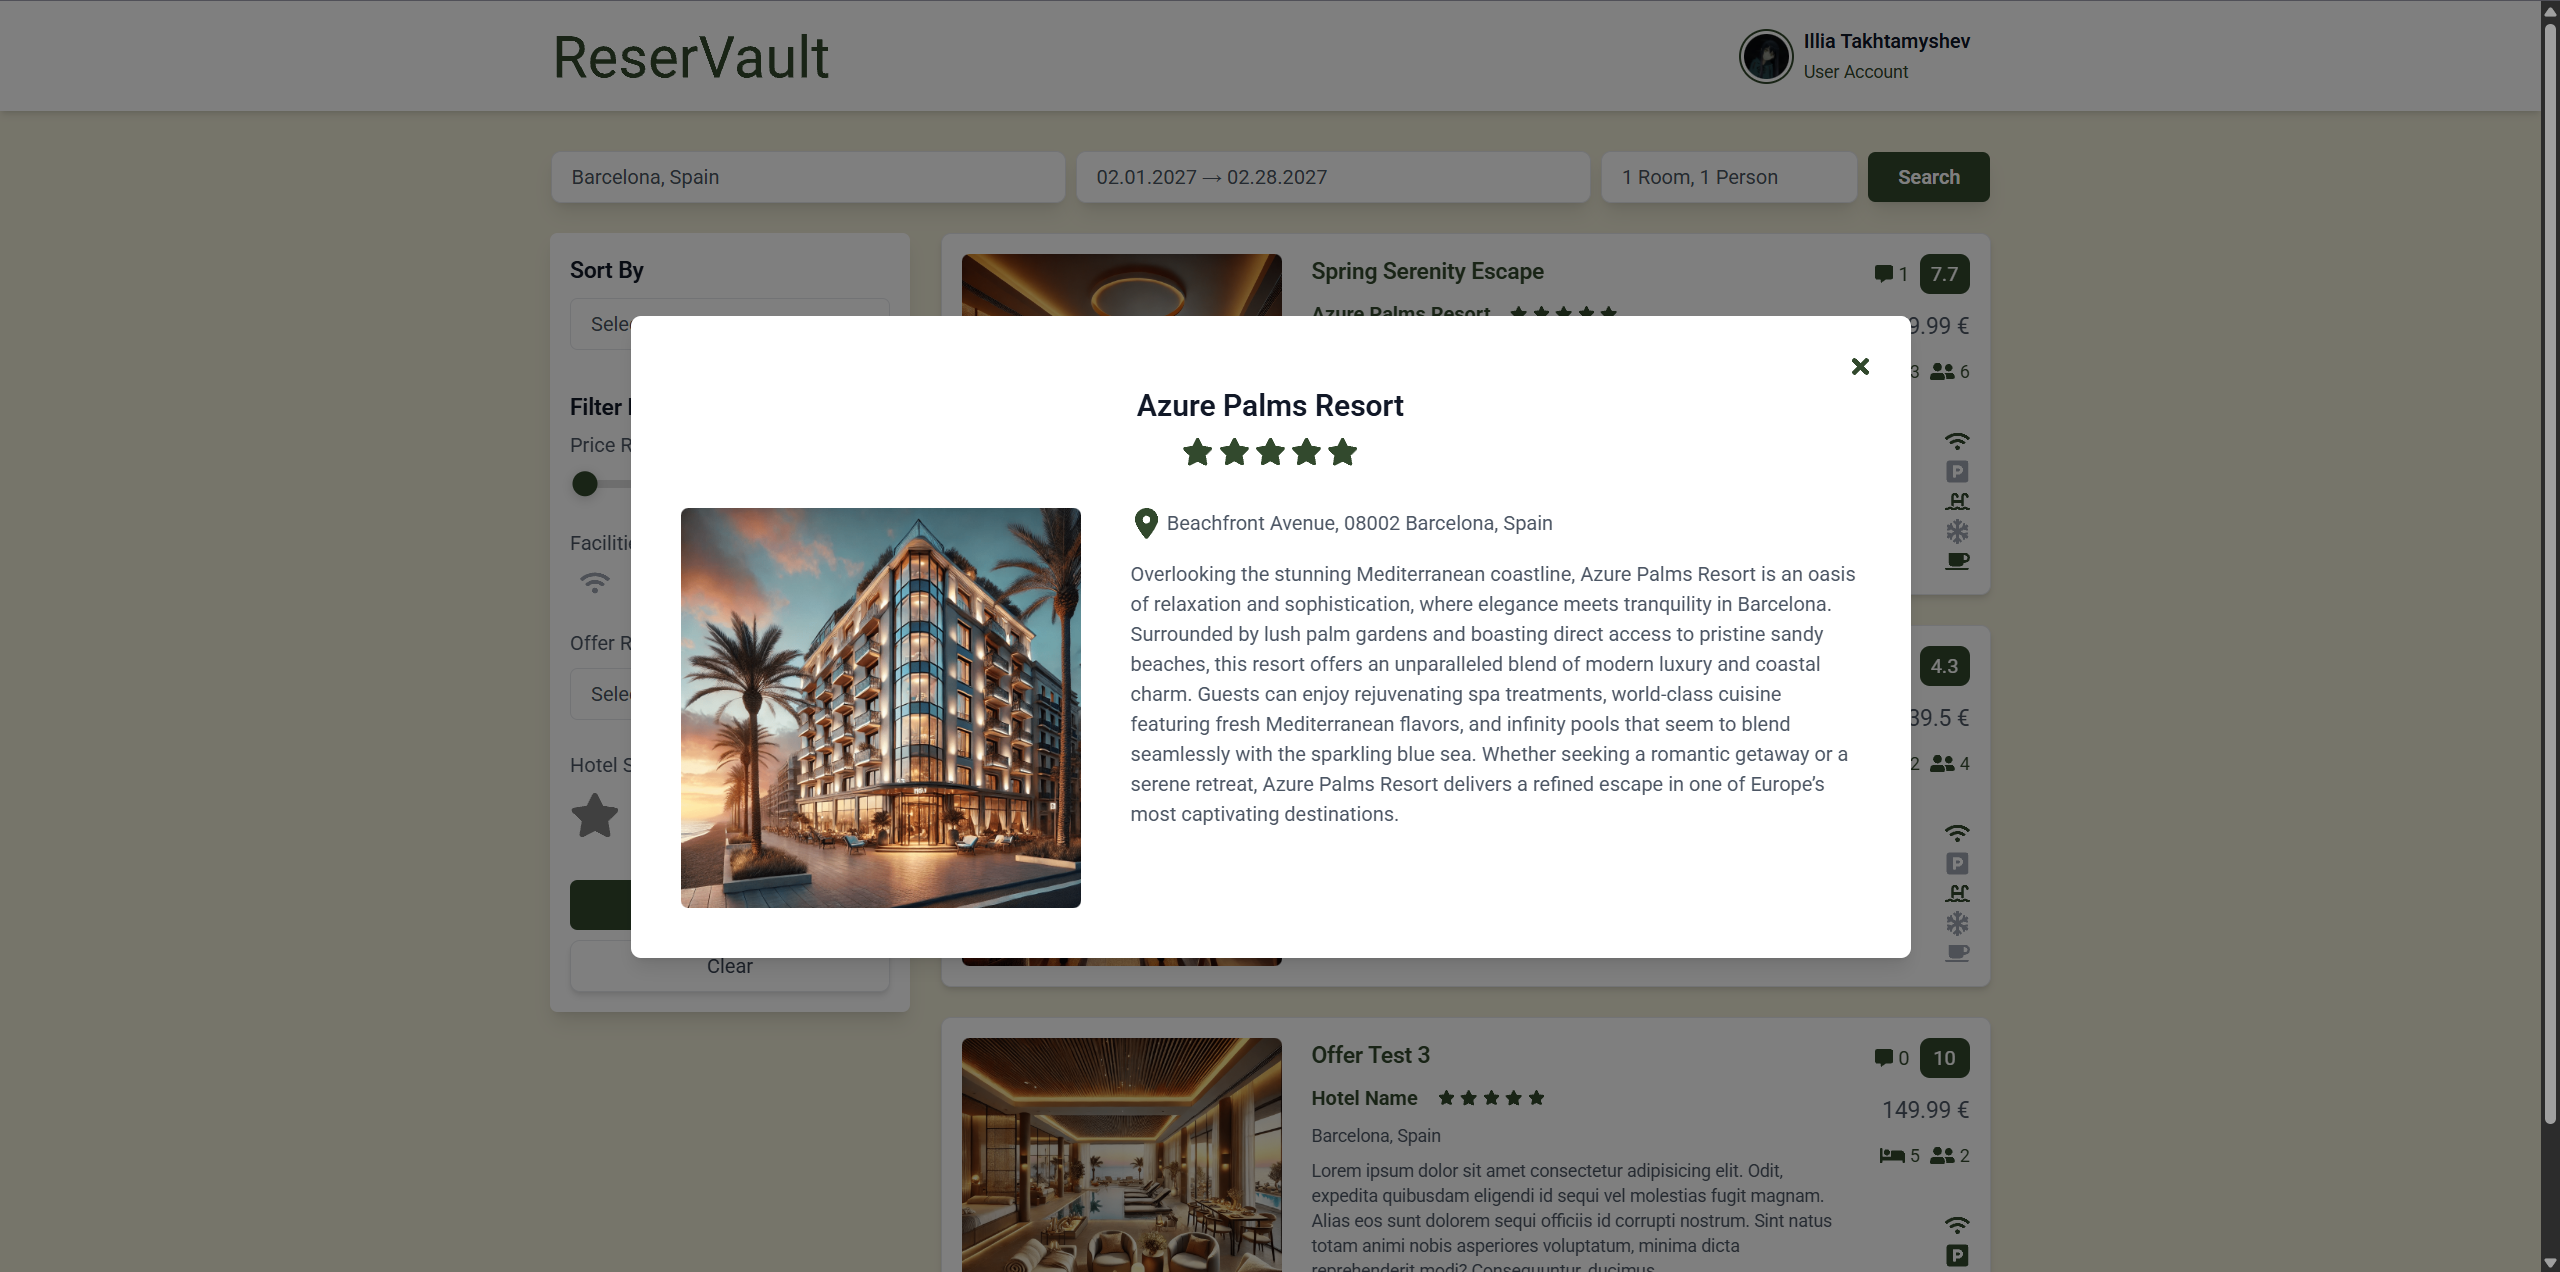 ReserVault
Illia Takhtamyshev
User Account
Barcelona, Spain
02.01.2027 → 02.28.2027
1 Room, 1 Person
Search
Sort By
Filter
Price
Offer
Hotel
Clear
Spring Serenity Escape
1
7.7
Azure Palms Resort
9.99 €
3
6
Azure Palms Resort
Beachfront Avenue, 08002 Barcelona, Spain
Overlooking the stunning Mediterranean coastline, Azure Palms Resort is an oasis
of relaxation and sophistication, where elegance meets tranquility in Barcelona.
Surrounded by lush palm gardens and boasting direct access to pristine sandy
beaches, this resort offers an unparalleled blend of modern luxury and coastal
charm. Guests can enjoy rejuvenating spa treatments, world-class cuisine
featuring fresh Mediterranean flavors, and infinity pools that seem to blend
seamlessly with the sparkling blue sea. Whether seeking a romantic getaway or a
serene retreat, Azure Palms Resort delivers a refined escape in one of Europe’s
most captivating destinations.
4.3
39.5 €
2
4
Offer Test 3
0
10
Hotel Name
149.99 €
Barcelona, Spain
5
2
Lorem ipsum dolor sit amet consectetur adipisicing elit. Odit,
expedita quibusdam eligendi id sequi vel molestias fugit magnam.
Alias eos sunt dolorem sequi officiis id corrupti nostrum. Sint natus
totam animi nobis asperiores voluptatum, minima dicta
reprehenderit modi? Consequuntur, ducimus
P
P
P